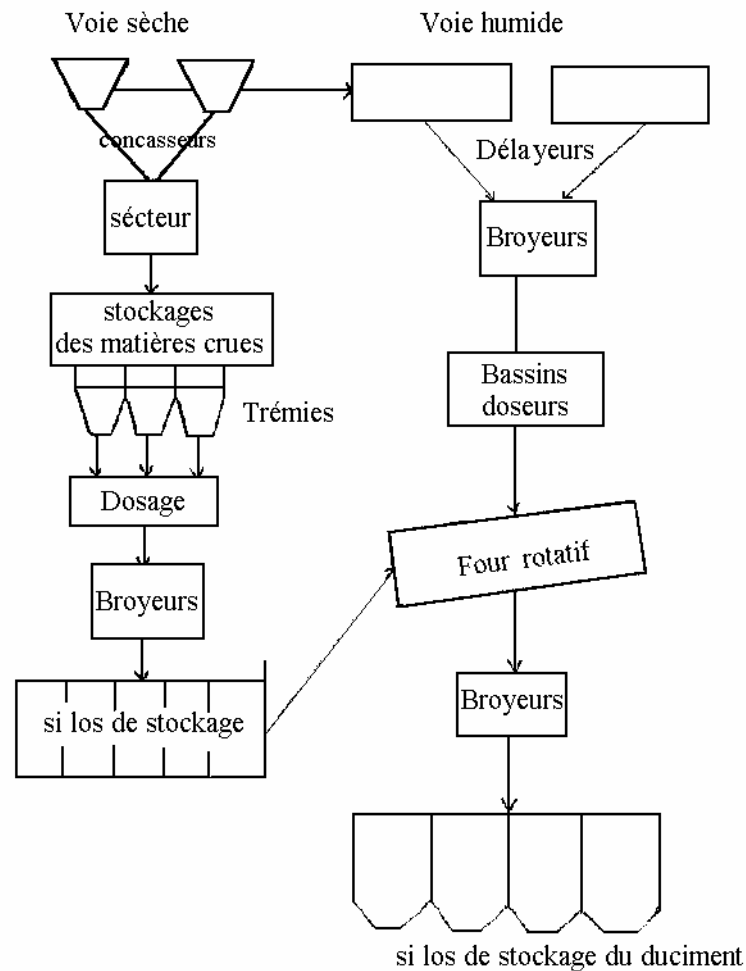 Voie sèche
Voie humide
concasseurs
Délayeurs
sécteur
Broyeurs
stockages
des matières crues
Bassins
doseurs
Trémies
Dosage
Four rotatif
Broyeurs
Broyeurs
si los de stockage
si los de stockage du duciment